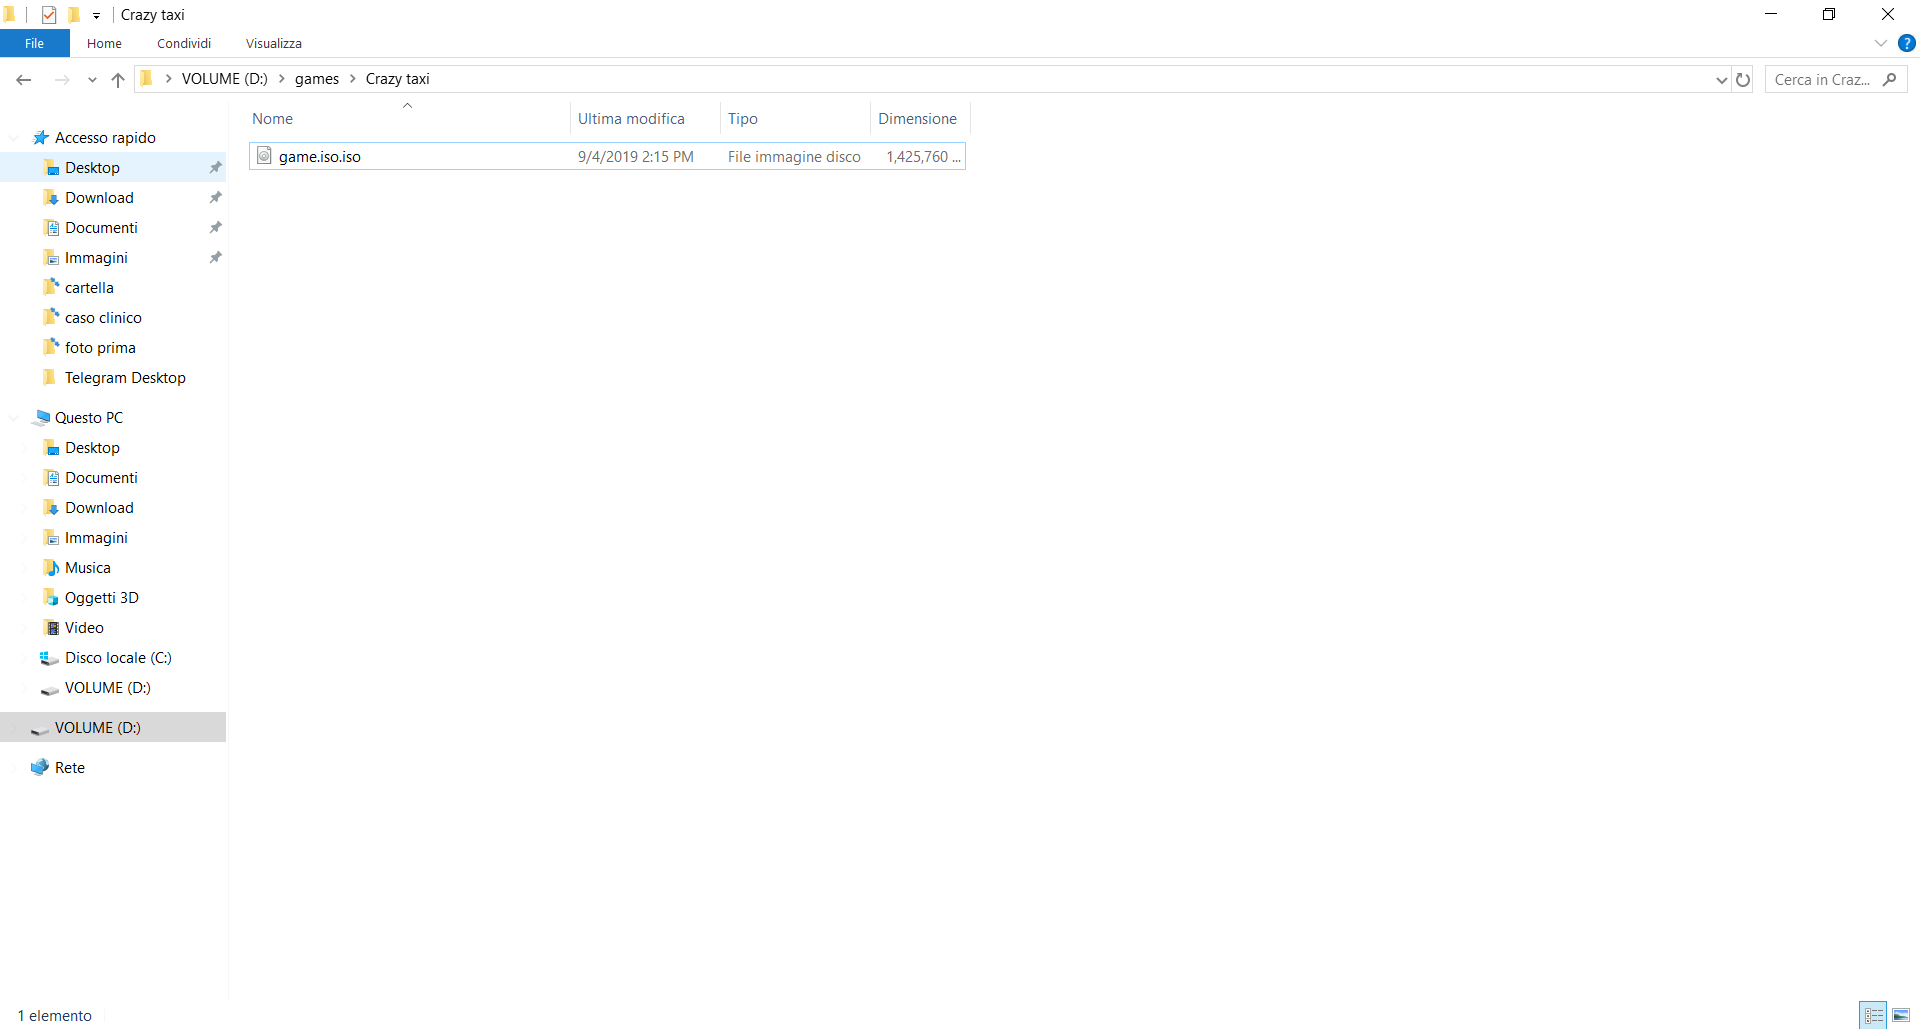 Crazy taxi
File Home Condividi Visualizza
VOLUME (D:) games Crazy taxi Cerca in Craz...
Nome Ultima modifica Tipo Dimensione
game.iso.iso 9/4/2019 2:15 PM File immagine disco 1,425,760 ...
Accesso rapido
Desktop
Download
Documenti
Immagini
cartella
caso clinico
foto prima
Telegram Desktop
Questo PC
Desktop
Documenti
Download
Immagini
Musica
Oggetti 3D
Video
Disco locale (C:)
VOLUME (D:)
VOLUME (D:)
Rete
1 elemento